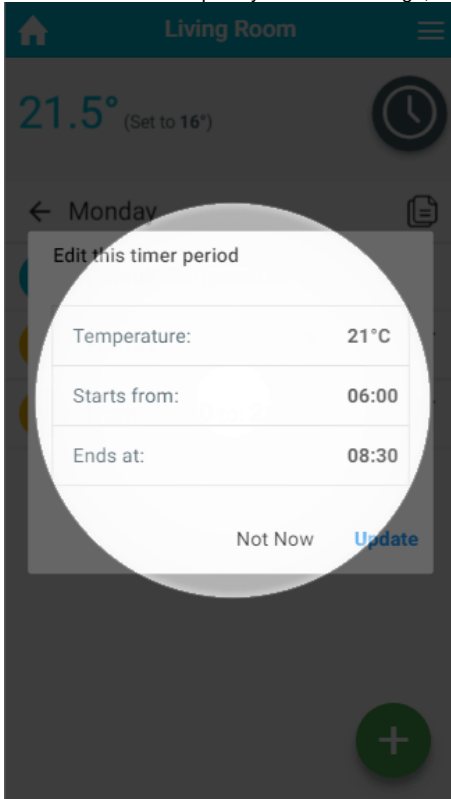 Living Room
21.5° (Set to 16°)
Monday
Edit this timer period
Temperature: 21°C
Starts from: 06:00
Ends at: 08:30
Not Now Update